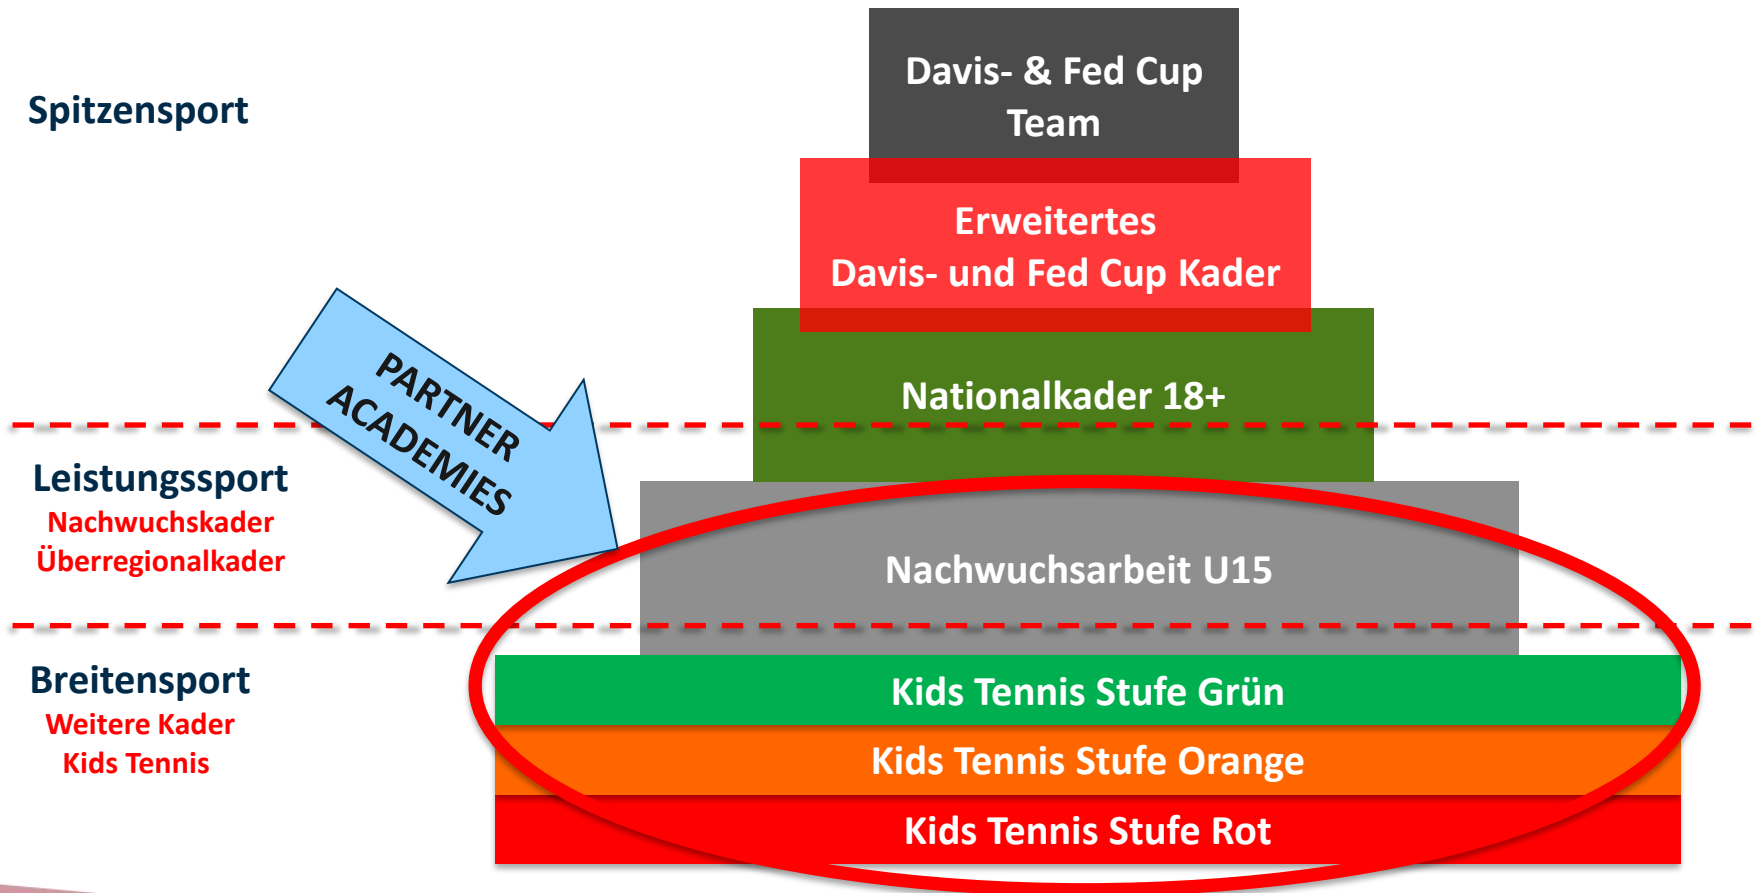 Spitzensport
Davis- & Fed Cup
Team
Erweitertes
Davis- und Fed Cup Kader
Nationalkader 18+
PARTNER
ACADEMIES
Leistungssport
Nachwuchskader
Überregionalkader
Nachwuchsarbeit U15
Breitensport
Weitere Kader
Kids Tennis
Kids Tennis Stufe Grün
Kids Tennis Stufe Orange
Kids Tennis Stufe Rot